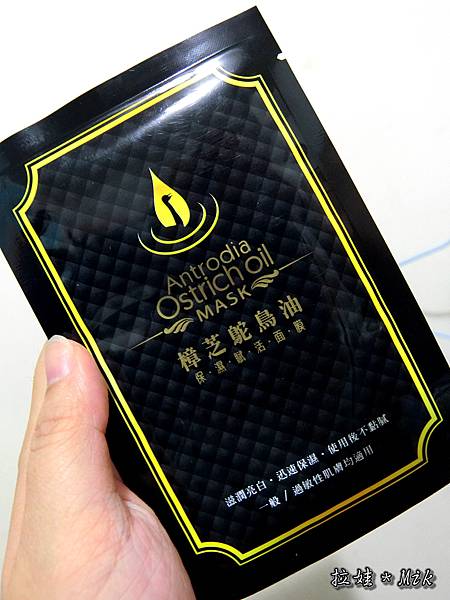 Antrodia
Ostrich oil
MASK
樟芝鴕鳥油
保·濕·賦·活·面·膜
滋潤亮白·迅速保濕·使用後不黏膩
一般/過敏性肌膚均適用
拉娃*Mik